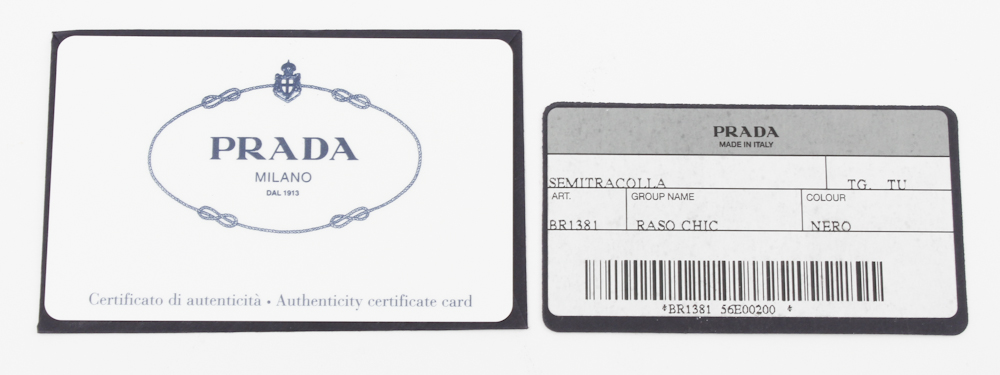 PRADA
MILANO
DAL 1913
Certificato di autenticità • Authenticity certificate card
PRADA
MADE IN ITALY
SEMITRACOLLA TG. TU
ART. GROUP NAME COLOUR
BR1381 RASO CHIC NERO
*BR1381 56E00200 *